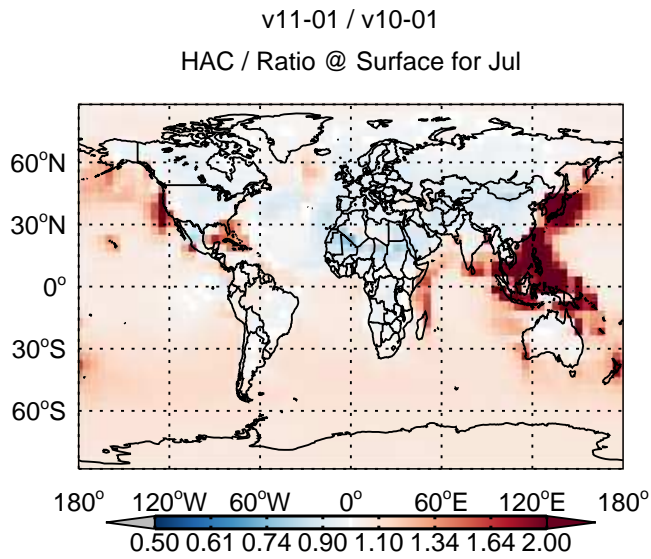 v11-01 / v10-01
HAC / Ratio @ Surface for Jul
60°N
30°N
0°
30°S
60°S
180° 120°W 60°W 0° 60°E 120°E 180°
0.50 0.61 0.74 0.90 1.10 1.34 1.64 2.00